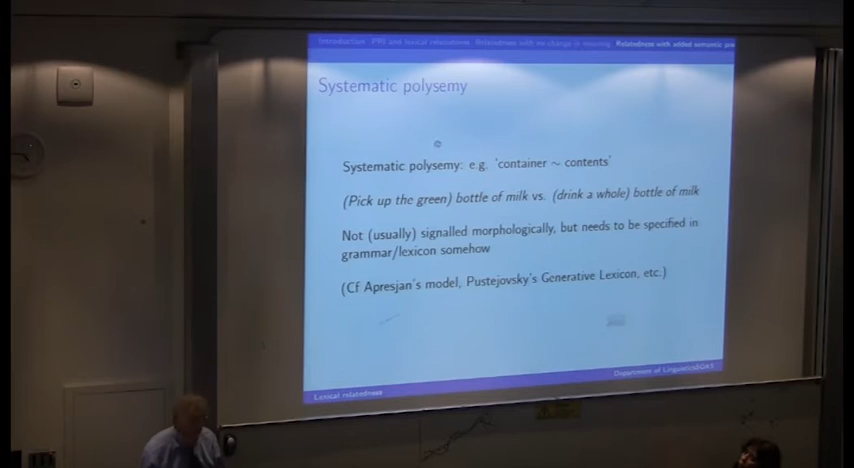 Introduction PFS and lexical relatedness Relatedness with no change in meaning Relatedness with added semantic pre
Systematic polysemy
Systematic polysemy: e.g. ‘container ∼ contents’
(Pick up the green) bottle of milk vs. (drink a whole) bottle of milk
Not (usually) signalled morphologically, but needs to be specified in
grammar/lexicon somehow
(Cf Apresjan's model, Pustejovsky's Generative Lexicon, etc.)
Lexical relatedness
Department of Linguistics